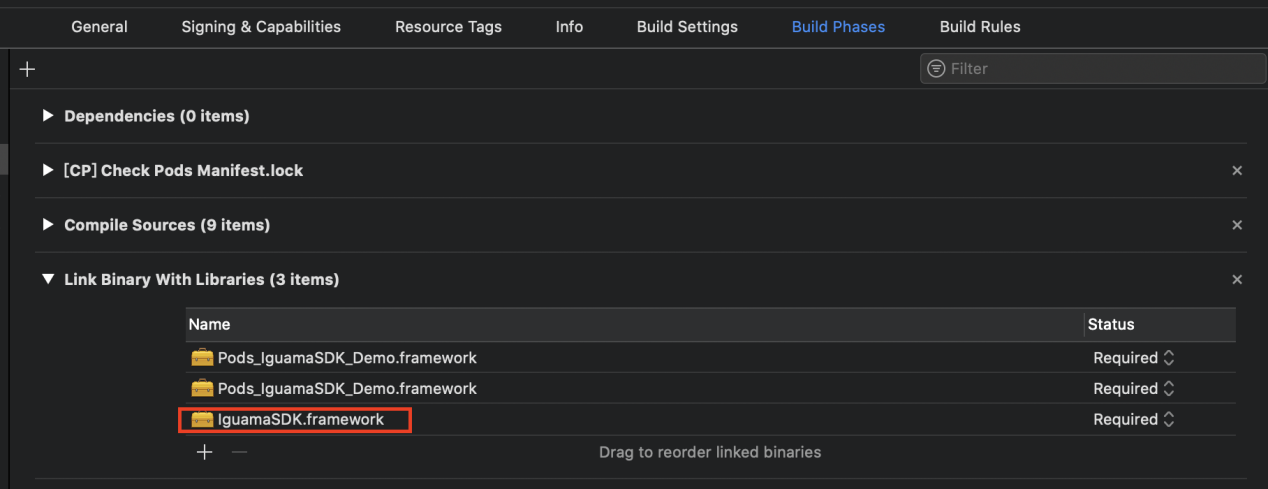 General Signing & Capabilities Resource Tags Info Build Settings Build Phases Build Rules
Filter
Dependencies (0 items)
[CP] Check Pods Manifest.lock
Compile Sources (9 items)
Link Binary With Libraries (3 items)
Name Status
Pods_IguamaSDK_Demo.framework Required
Pods_IguamaSDK_Demo.framework Required
IguamaSDK.framework Required
Drag to reorder linked binaries